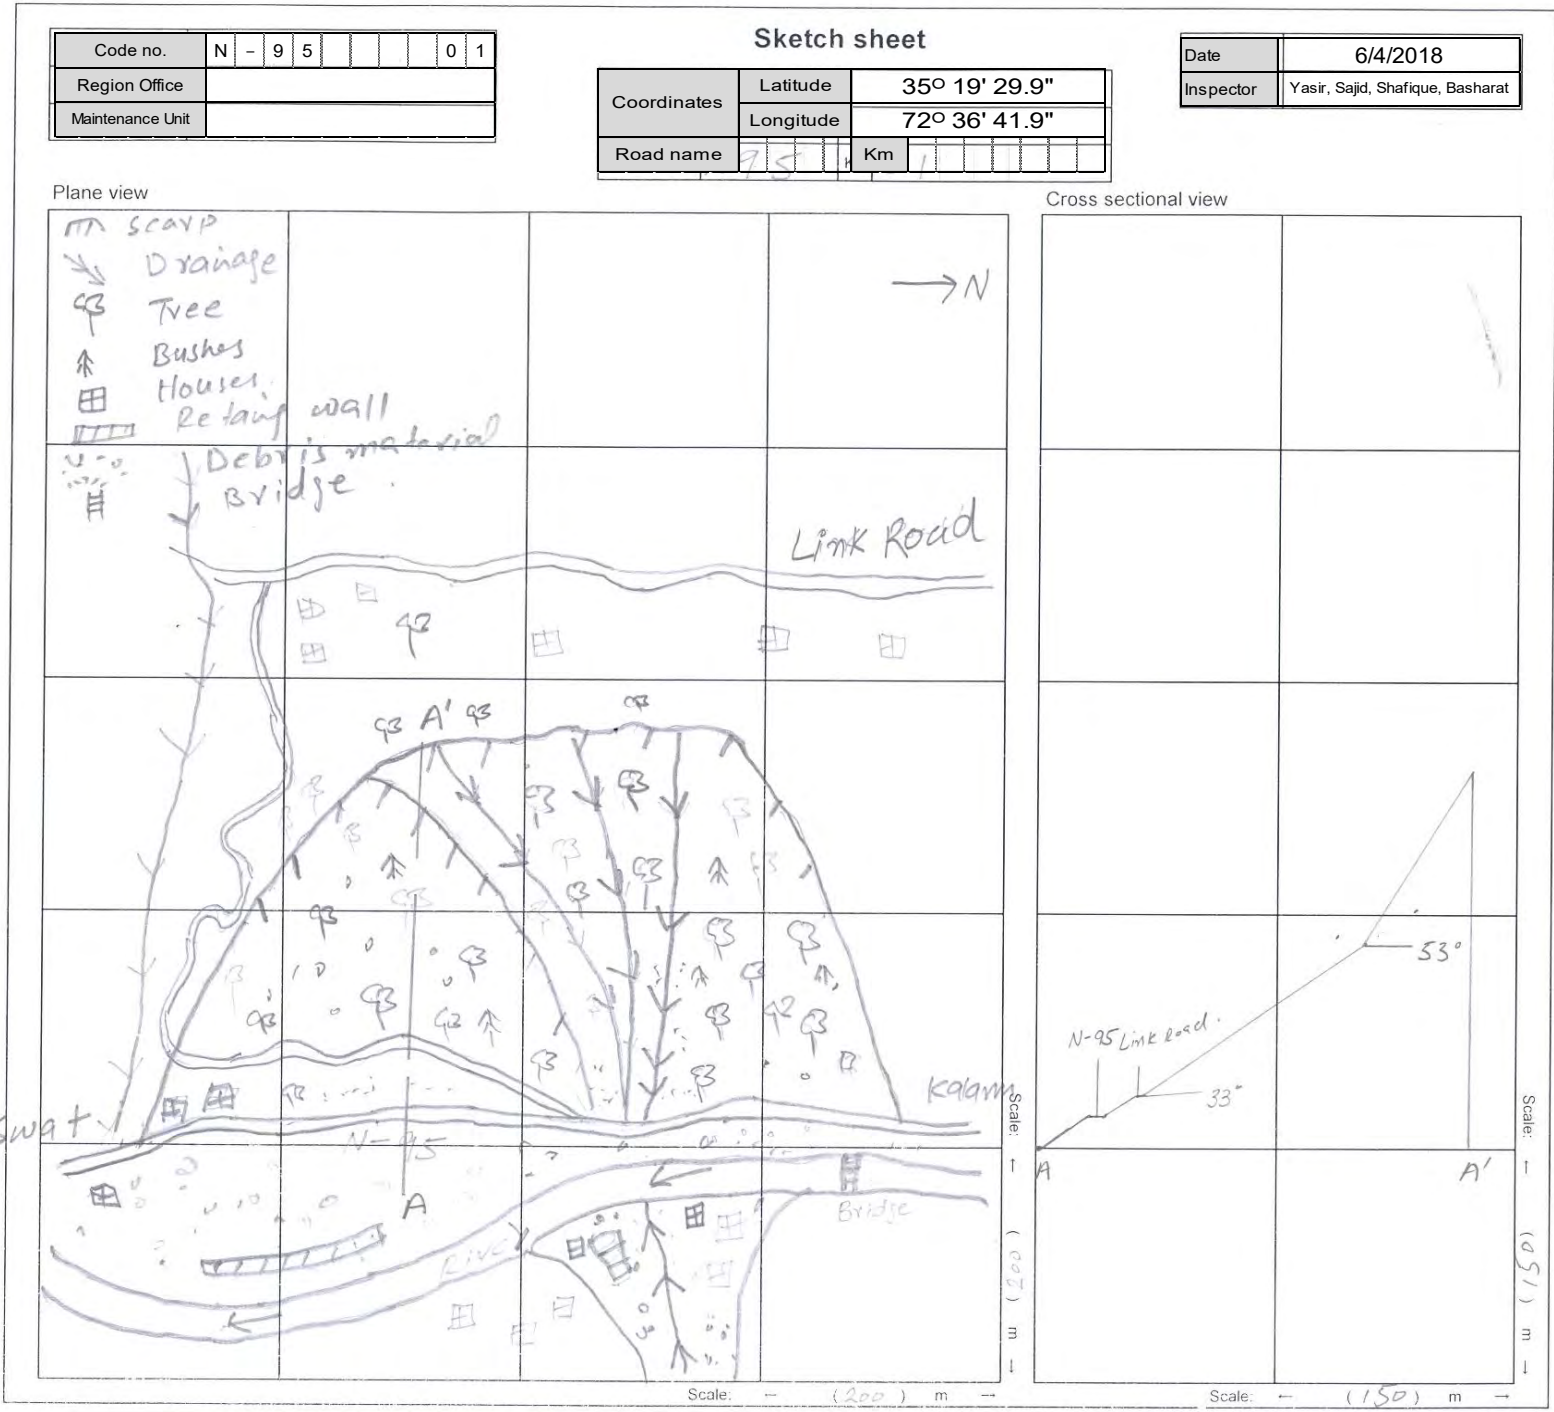 Sketch sheet
Code no. N - 9 5 0 1
Region Office
Maintenance Unit
Coordinates Latitude 35° 19' 29.9"
Longitude 72° 36' 41.9"
Road name 95 Km 1
Date 6/4/2018
Inspector Yasir, Sajid, Shafique, Basharat
Plane view
scarp
Drainage
Tree
Bushes
Houses.
Retaing wall
Debris material
Bridge.
→ N
Link Road
A'
Swat
Kalam
N-95
A
River
Bridge
Scale: ← (200) m →
Scale: ← (200) m →
Cross sectional view
53°
N-95 Link Road.
33°
A
A'
Scale: ← (150) m →
Scale: ← (150) m →